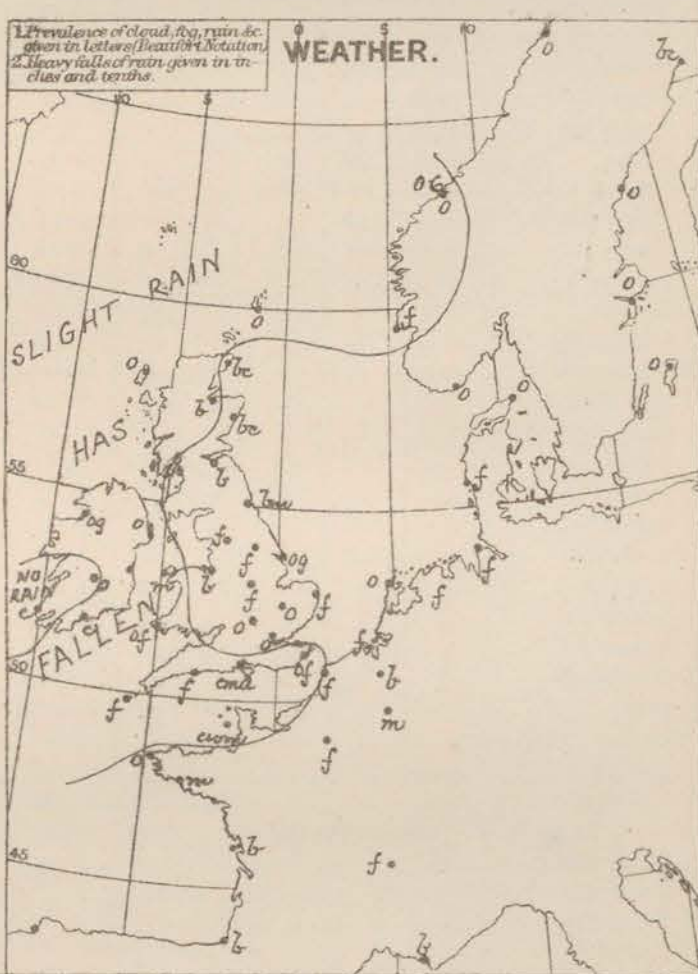 1. Prevalence of cloud, fog, rain &c.
given in letters (Beaufort Notation)
2. Heavy falls of rain given in in-
ches and tenths.
WEATHER.
10
5
0
5
10
bc
o
o
o
o
o
60
SLIGHT RAIN
HAS
FALLEN
f
o
o
o
o
o
bc
b
bc
b
55
f
og
o
f
b
f
og
f
o
f
f
NO
RAIN
o
c
c
of
o
o
f
f
of
b
50
f
f
cmd
f
m
f
o
m
45
b
f
b
b